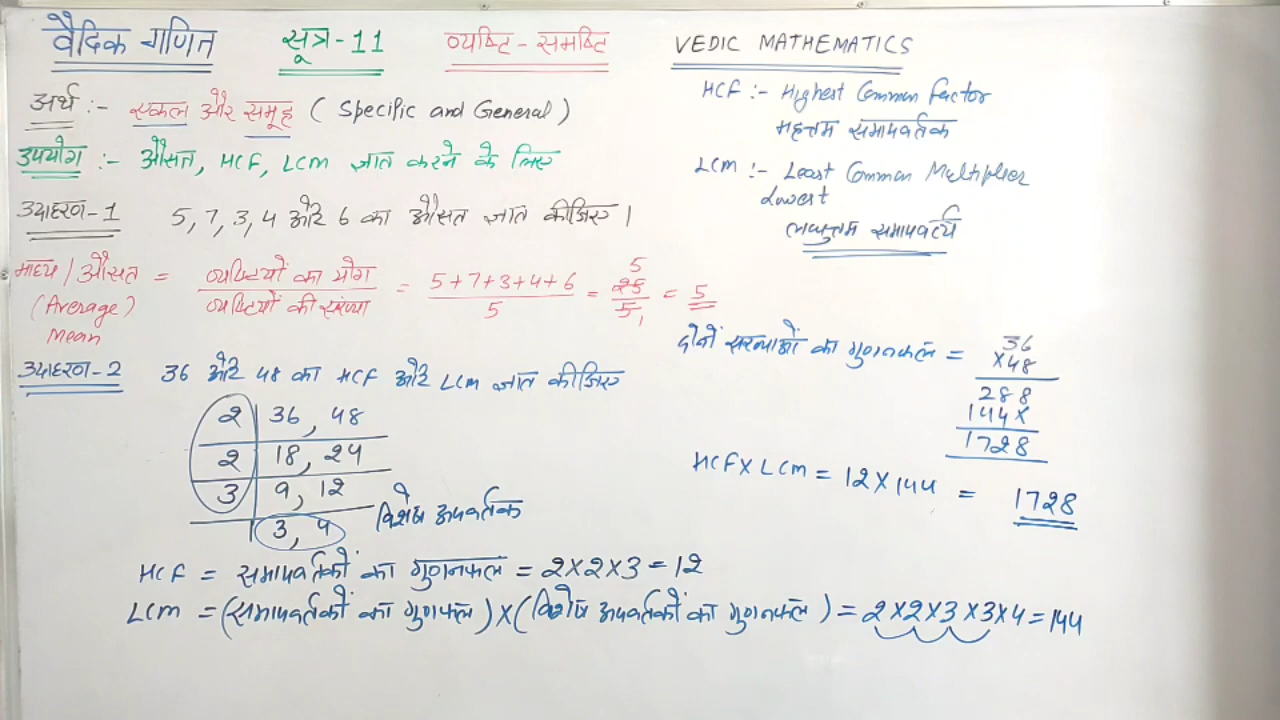 वैदिक गणित सूत्र-11 व्यष्टि-समष्टि VEDIC MATHEMATICS
अर्थ :- एकल और समूह (Specific and General)
उपयोग :- औसत, HCF, LCM ज्ञात करने के लिए
HCF :- Highest Common Factor
महत्तम समापवर्तक
LCM :- Least Common Multiplier
Lowest
लघुत्तम समापवर्त्य
उदाहरण-1 5, 7, 3, 4 और 6 का औसत ज्ञात कीजिए।
माध्य/औसत = व्यष्टियों का योग / व्यष्टियों की संख्या = 5+7+3+4+6 / 5 = 25 / 5 = 5
(Average)
Mean
5
1
उदाहरण-2 36 और 48 का HCF और LCM ज्ञात कीजिए
2 | 36, 48
2 | 18, 24
3 | 9, 12
3, 4 विशेष अपवर्तक
HCF = समापवर्तकों का गुणनफल = 2×2×3 = 12
LCM = (समापवर्तकों का गुणफल) × (विशेष अपवर्तकों का गुणनफल) = 2×2×3×3×4 = 144
दोनों संख्याओं का गुणनफल = 36
×48
288
144×
1728
HCF×LCM = 12×144 = 1728